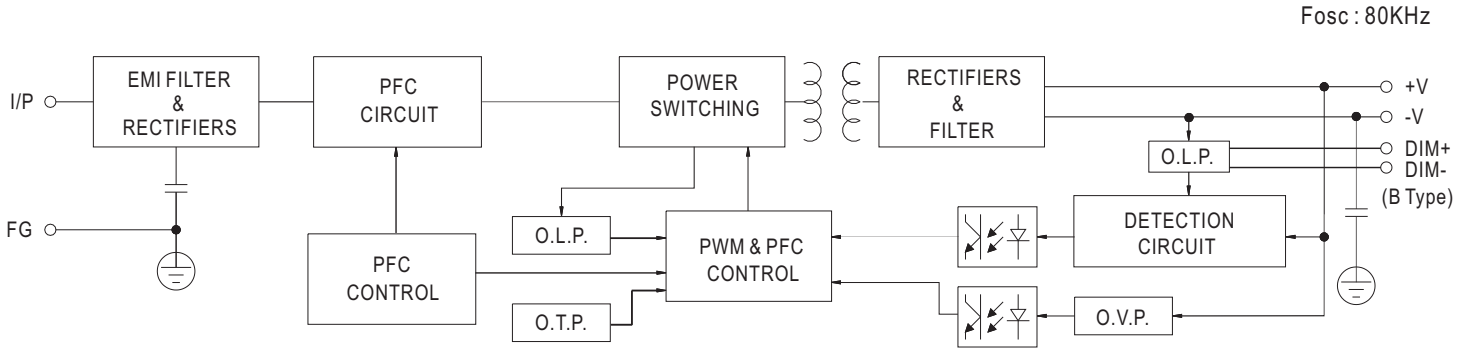 Fosc : 80KHz
I/P
EMI FILTER
&
RECTIFIERS
PFC
CIRCUIT
POWER
SWITCHING
RECTIFIERS
&
FILTER
+V
-V
DIM+
DIM-
(B Type)
O.L.P.
DETECTION
CIRCUIT
FG
O.L.P.
PFC
CONTROL
PWM & PFC
CONTROL
O.T.P.
O.V.P.